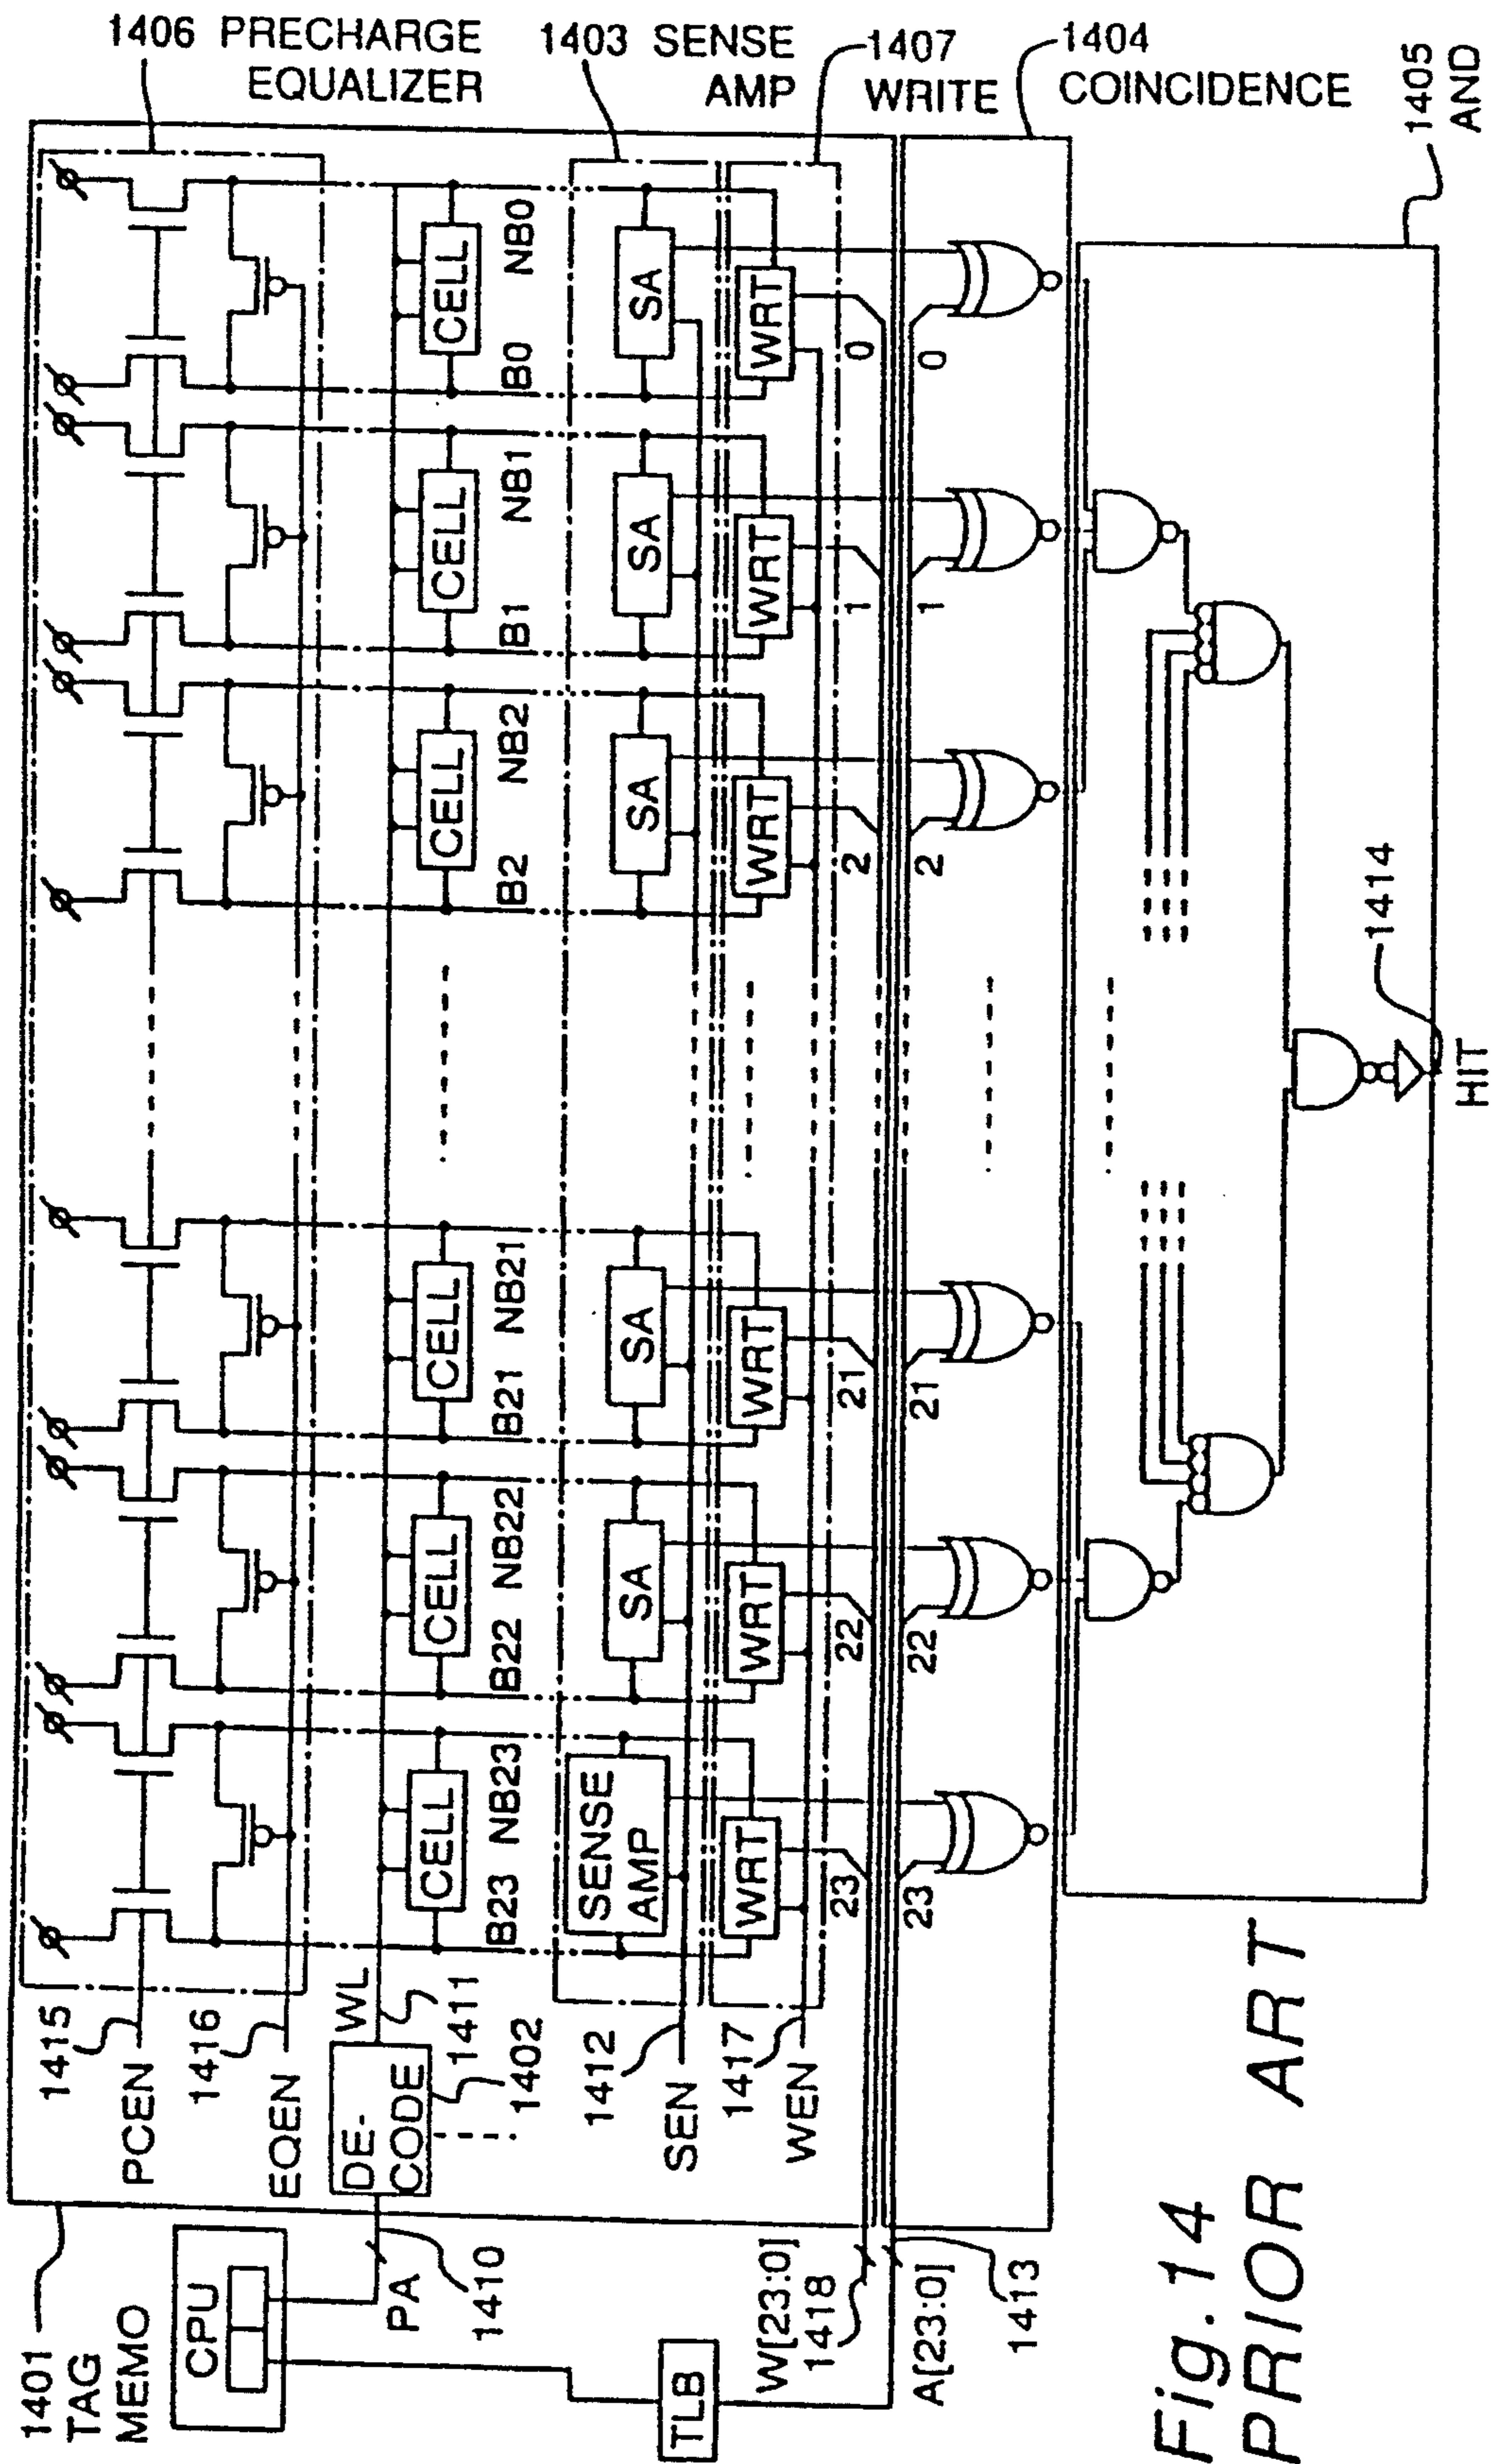 1401
TAG
MEMO
1406 PRECHARGE
EQUALIZER
1403 SENSE
AMP
1407
WRITE
1404
COINCIDENCE
1405
AND
1415
PCEN
1416
EQEN
CPU
PA
1410
DE-
CODE
WL
1411
1402
CELL CELL CELL CELL CELL CELL
B23 NB23 B22 NB22 B21 NB21 B2 NB2 B1 NB1 B0 NB0
1412
SEN
SENSE
AMP
SA SA SA SA SA
1417
WEN
WRT WRT WRT WRT WRT WRT
TLB
W[23:0]
1418
23 22 21 2 1 0
A[23:0]
1413
23 22 21 2 1 0
1414
HIT
Fig.14
PRIOR ART